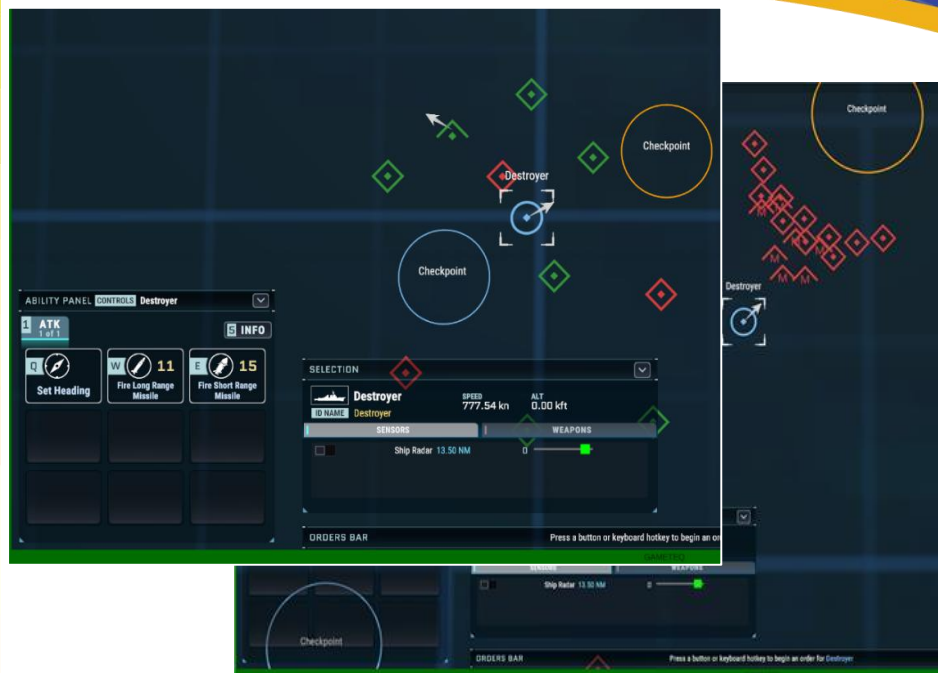 Checkpoint
Destroyer
Checkpoint
ABILITY PANEL CONTROLS Destroyer
1 ATK
1 of 1
S INFO
Q
Set Heading
W 11
Fire Long Range
Missile
E 15
Fire Short Range
Missile
SELECTION
Destroyer
ID NAME Destroyer
SPEED
777.54 kn
ALT
0.00 kft
SENSORS
WEAPONS
Ship Radar 13.50 NM
0
ORDERS BAR
Press a button or keyboard hotkey to begin an or
Checkpoint
M
M
M
M
M
M
M
Destroyer
SENSORS
WEAPONS
Ship Radar 13.50 NM
0
Checkpoint
ORDERS BAR
Press a button or keyboard hotkey to begin an order for Destroyer